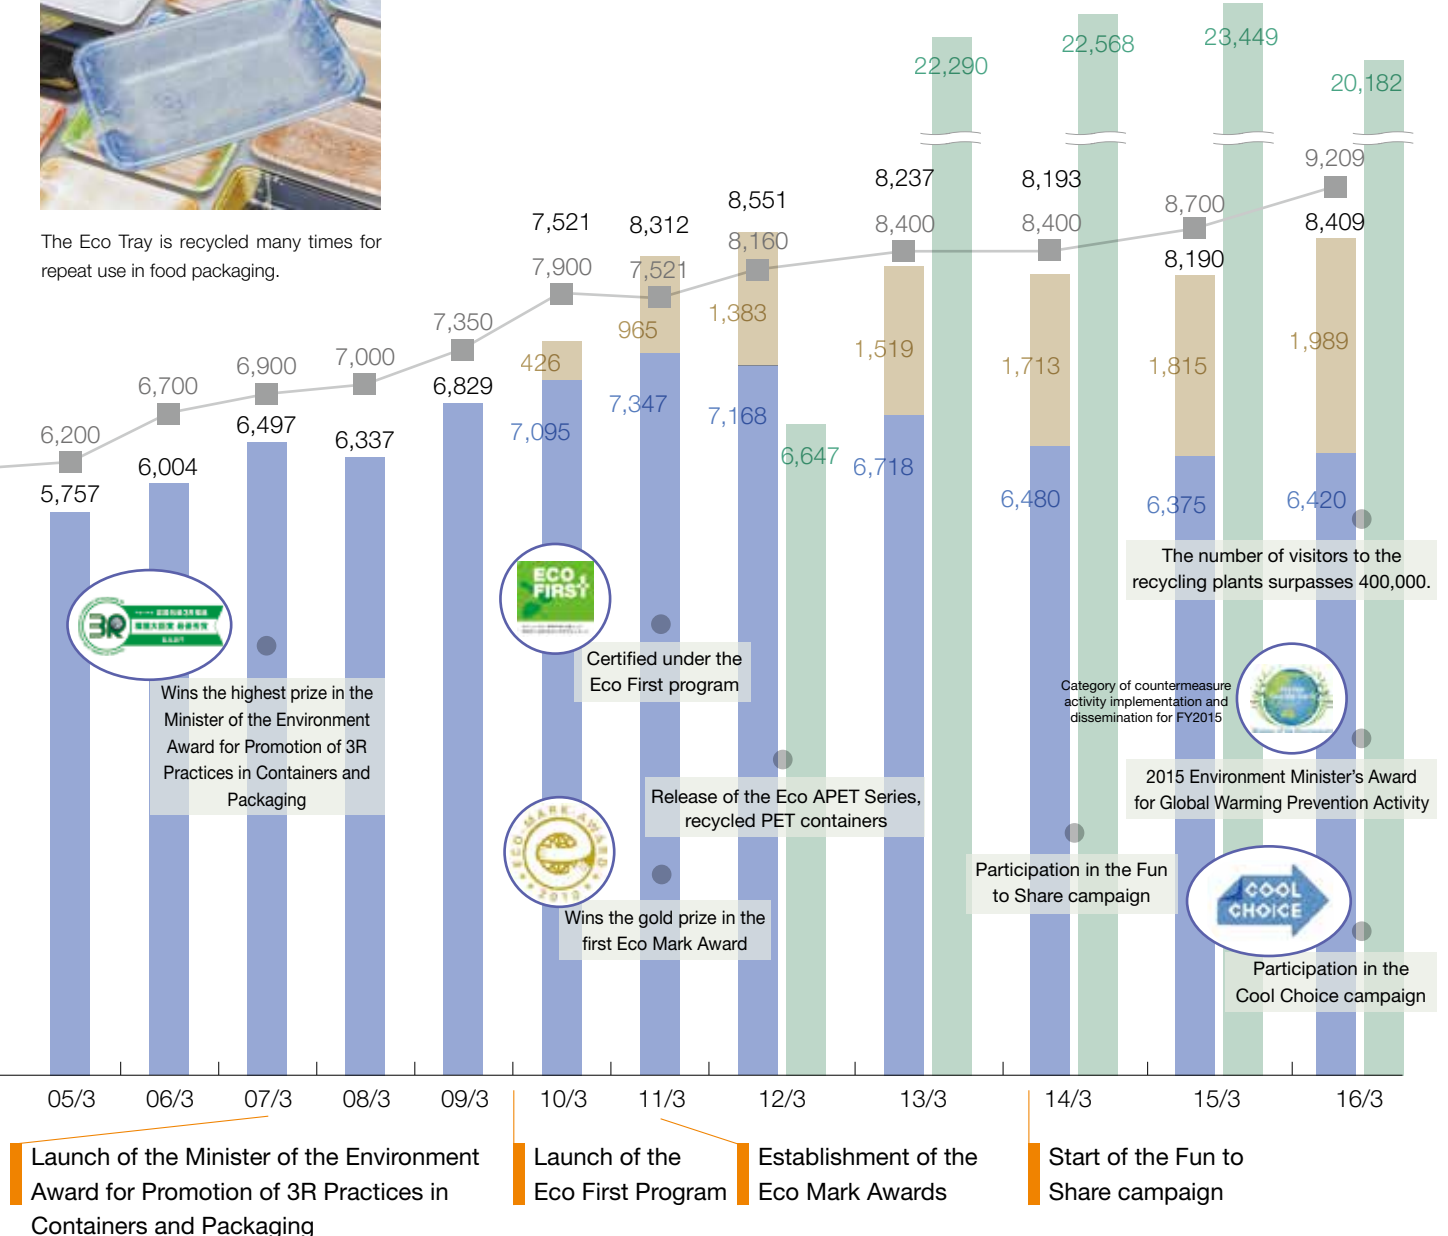 The Eco Tray is recycled many times for
repeat use in food packaging.
22,290
22,568
23,449
20,182
9,209
8,237
8,193
8,700
8,409
8,400
8,400
8,190
7,521
8,312
8,551
7,900
7,521
8,160
7,350
6,900
7,000
6,700
6,200
6,829
6,497
6,337
6,004
5,757
426
965
1,383
1,519
1,713
1,815
1,989
7,095
7,347
7,168
6,647
6,718
6,480
6,375
6,420
The number of visitors to the
recycling plants surpasses 400,000.
3R
ECO
FIRST
Certified under the
Eco First program
Wins the highest prize in the
Minister of the Environment
Award for Promotion of 3R
Practices in Containers and
Packaging
Category of countermeasure
activity implementation and
dissemination for FY2015
2015 Environment Minister’s Award
for Global Warming Prevention Activity
Release of the Eco APET Series,
recycled PET containers
ECO-MARK-AWARD
2010
Wins the gold prize in the
first Eco Mark Award
Participation in the Fun
to Share campaign
COOL
CHOICE
Participation in the
Cool Choice campaign
05/3
06/3
07/3
08/3
09/3
10/3
11/3
12/3
13/3
14/3
15/3
16/3
Launch of the Minister of the Environment
Award for Promotion of 3R Practices in
Containers and Packaging
Launch of the
Eco First Program
Establishment of the
Eco Mark Awards
Start of the Fun to
Share campaign